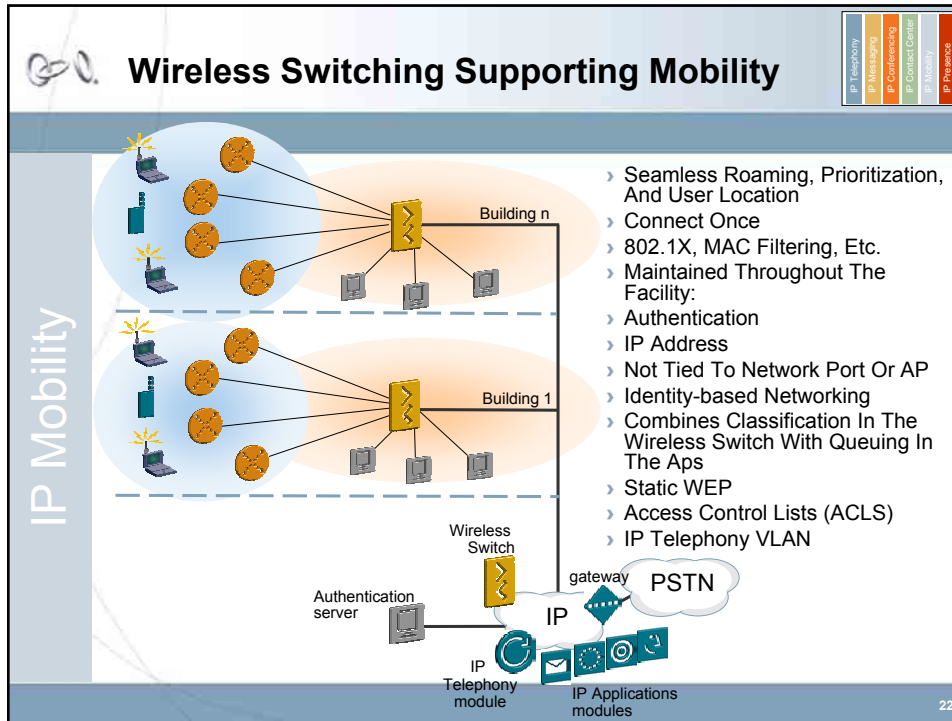 Wireless Switching Supporting Mobility
IP Telephony
IP Messaging
IP Conferencing
IP Contact Center
IP Mobility
IP Presence
IP Mobility
Building n
Building 1
› Seamless Roaming, Prioritization,
And User Location
› Connect Once
› 802.1X, MAC Filtering, Etc.
› Maintained Throughout The
Facility:
› Authentication
› IP Address
› Not Tied To Network Port Or AP
› Identity-based Networking
› Combines Classification In The
Wireless Switch With Queuing In
The Aps
› Static WEP
› Access Control Lists (ACLS)
› IP Telephony VLAN
Wireless
Switch
gateway
PSTN
Authentication
server
IP
IP
Telephony
module
IP Applications
modules
22